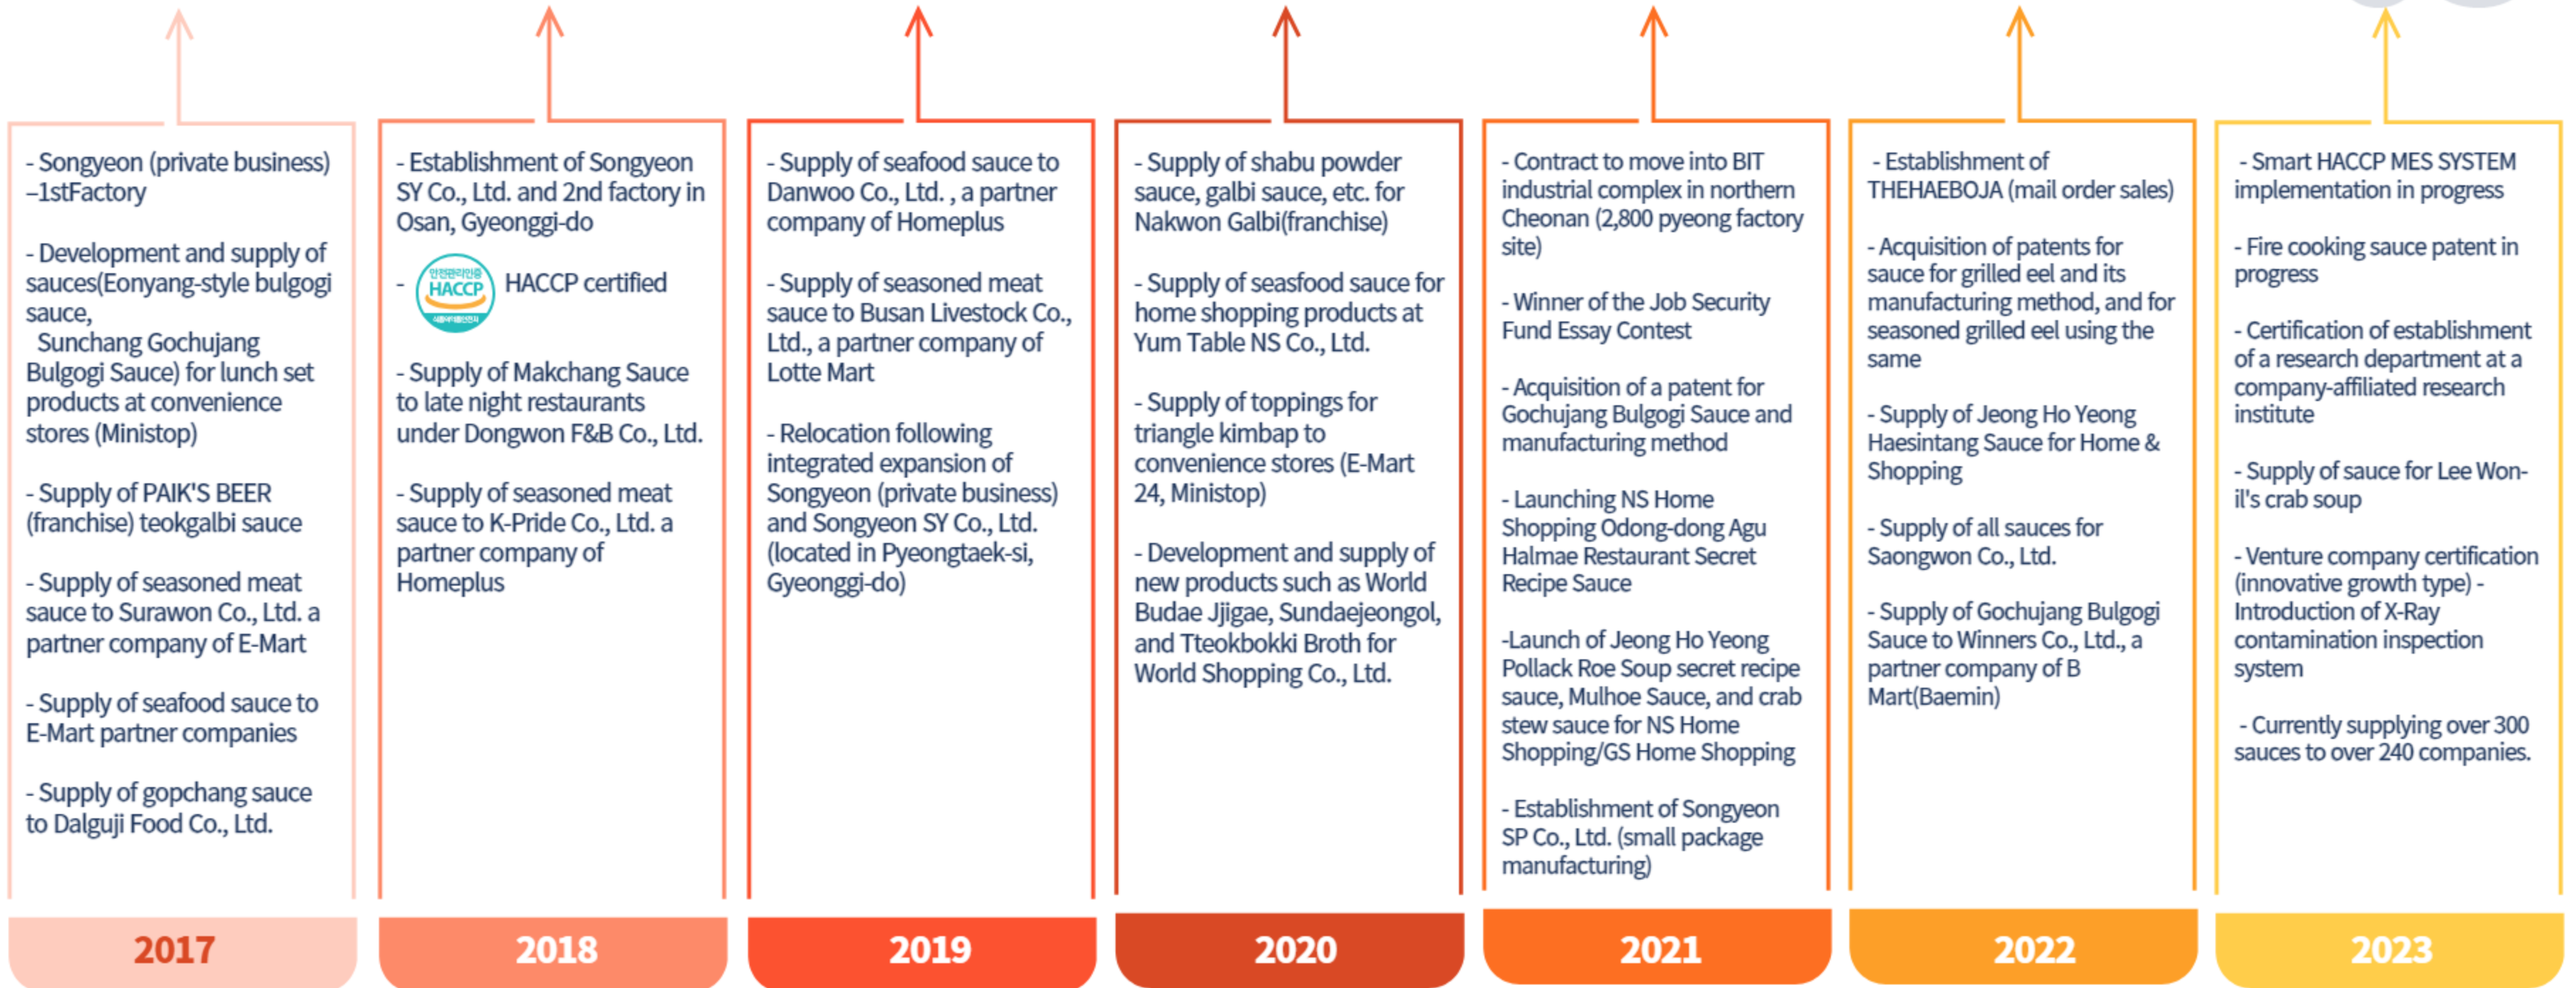 - Songyeon (private business)
–1stFactory
- Development and supply of
sauces(Eonyang-style bulgogi
sauce,
Sunchang Gochujang
Bulgogi Sauce) for lunch set
products at convenience
stores (Ministop)
- Supply of PAIK'S BEER
(franchise) teokgalbi sauce
- Supply of seasoned meat
sauce to Surawon Co., Ltd. a
partner company of E-Mart
- Supply of seafood sauce to
E-Mart partner companies
- Supply of gopchang sauce
to Dalguji Food Co., Ltd.
2017
- Establishment of Songyeon
SY Co., Ltd. and 2nd factory in
Osan, Gyeonggi-do
안전관리인증
HACCP
식품의약품안전처
- HACCP certified
- Supply of Makchang Sauce
to late night restaurants
under Dongwon F&B Co., Ltd.
- Supply of seasoned meat
sauce to K-Pride Co., Ltd. a
partner company of
Homeplus
2018
- Supply of seafood sauce to
Danwoo Co., Ltd. , a partner
company of Homeplus
- Supply of seasoned meat
sauce to Busan Livestock Co.,
Ltd., a partner company of
Lotte Mart
- Relocation following
integrated expansion of
Songyeon (private business)
and Songyeon SY Co., Ltd.
(located in Pyeongtaek-si,
Gyeonggi-do)
2019
- Supply of shabu powder
sauce, galbi sauce, etc. for
Nakwon Galbi(franchise)
- Supply of seasfood sauce for
home shopping products at
Yum Table NS Co., Ltd.
- Supply of toppings for
triangle kimbap to
convenience stores (E-Mart
24, Ministop)
- Development and supply of
new products such as World
Budae Jjigae, Sundaejeongol,
and Tteokbokki Broth for
World Shopping Co., Ltd.
2020
- Contract to move into BIT
industrial complex in northern
Cheonan (2,800 pyeong factory
site)
- Winner of the Job Security
Fund Essay Contest
- Acquisition of a patent for
Gochujang Bulgogi Sauce and
manufacturing method
- Launching NS Home
Shopping Odong-dong Agu
Halmae Restaurant Secret
Recipe Sauce
-Launch of Jeong Ho Yeong
Pollack Roe Soup secret recipe
sauce, Mulhoe Sauce, and crab
stew sauce for NS Home
Shopping/GS Home Shopping
- Establishment of Songyeon
SP Co., Ltd. (small package
manufacturing)
2021
- Establishment of
THEHAEBOJA (mail order sales)
- Acquisition of patents for
sauce for grilled eel and its
manufacturing method, and for
seasoned grilled eel using the
same
- Supply of Jeong Ho Yeong
Haesintang Sauce for Home &
Shopping
- Supply of all sauces for
Saongwon Co., Ltd.
- Supply of Gochujang Bulgogi
Sauce to Winners Co., Ltd., a
partner company of B
Mart(Baemin)
2022
- Smart HACCP MES SYSTEM
implementation in progress
- Fire cooking sauce patent in
progress
- Certification of establishment
of a research department at a
company-affiliated research
institute
- Supply of sauce for Lee Won-
il's crab soup
- Venture company certification
(innovative growth type) -
Introduction of X-Ray
contamination inspection
system
- Currently supplying over 300
sauces to over 240 companies.
2023